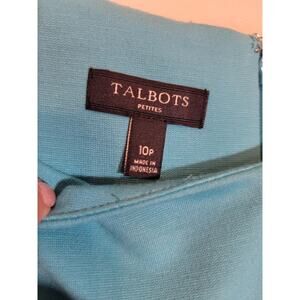 TALBOTS
PETITES
10P
MADE IN
INDONESIA